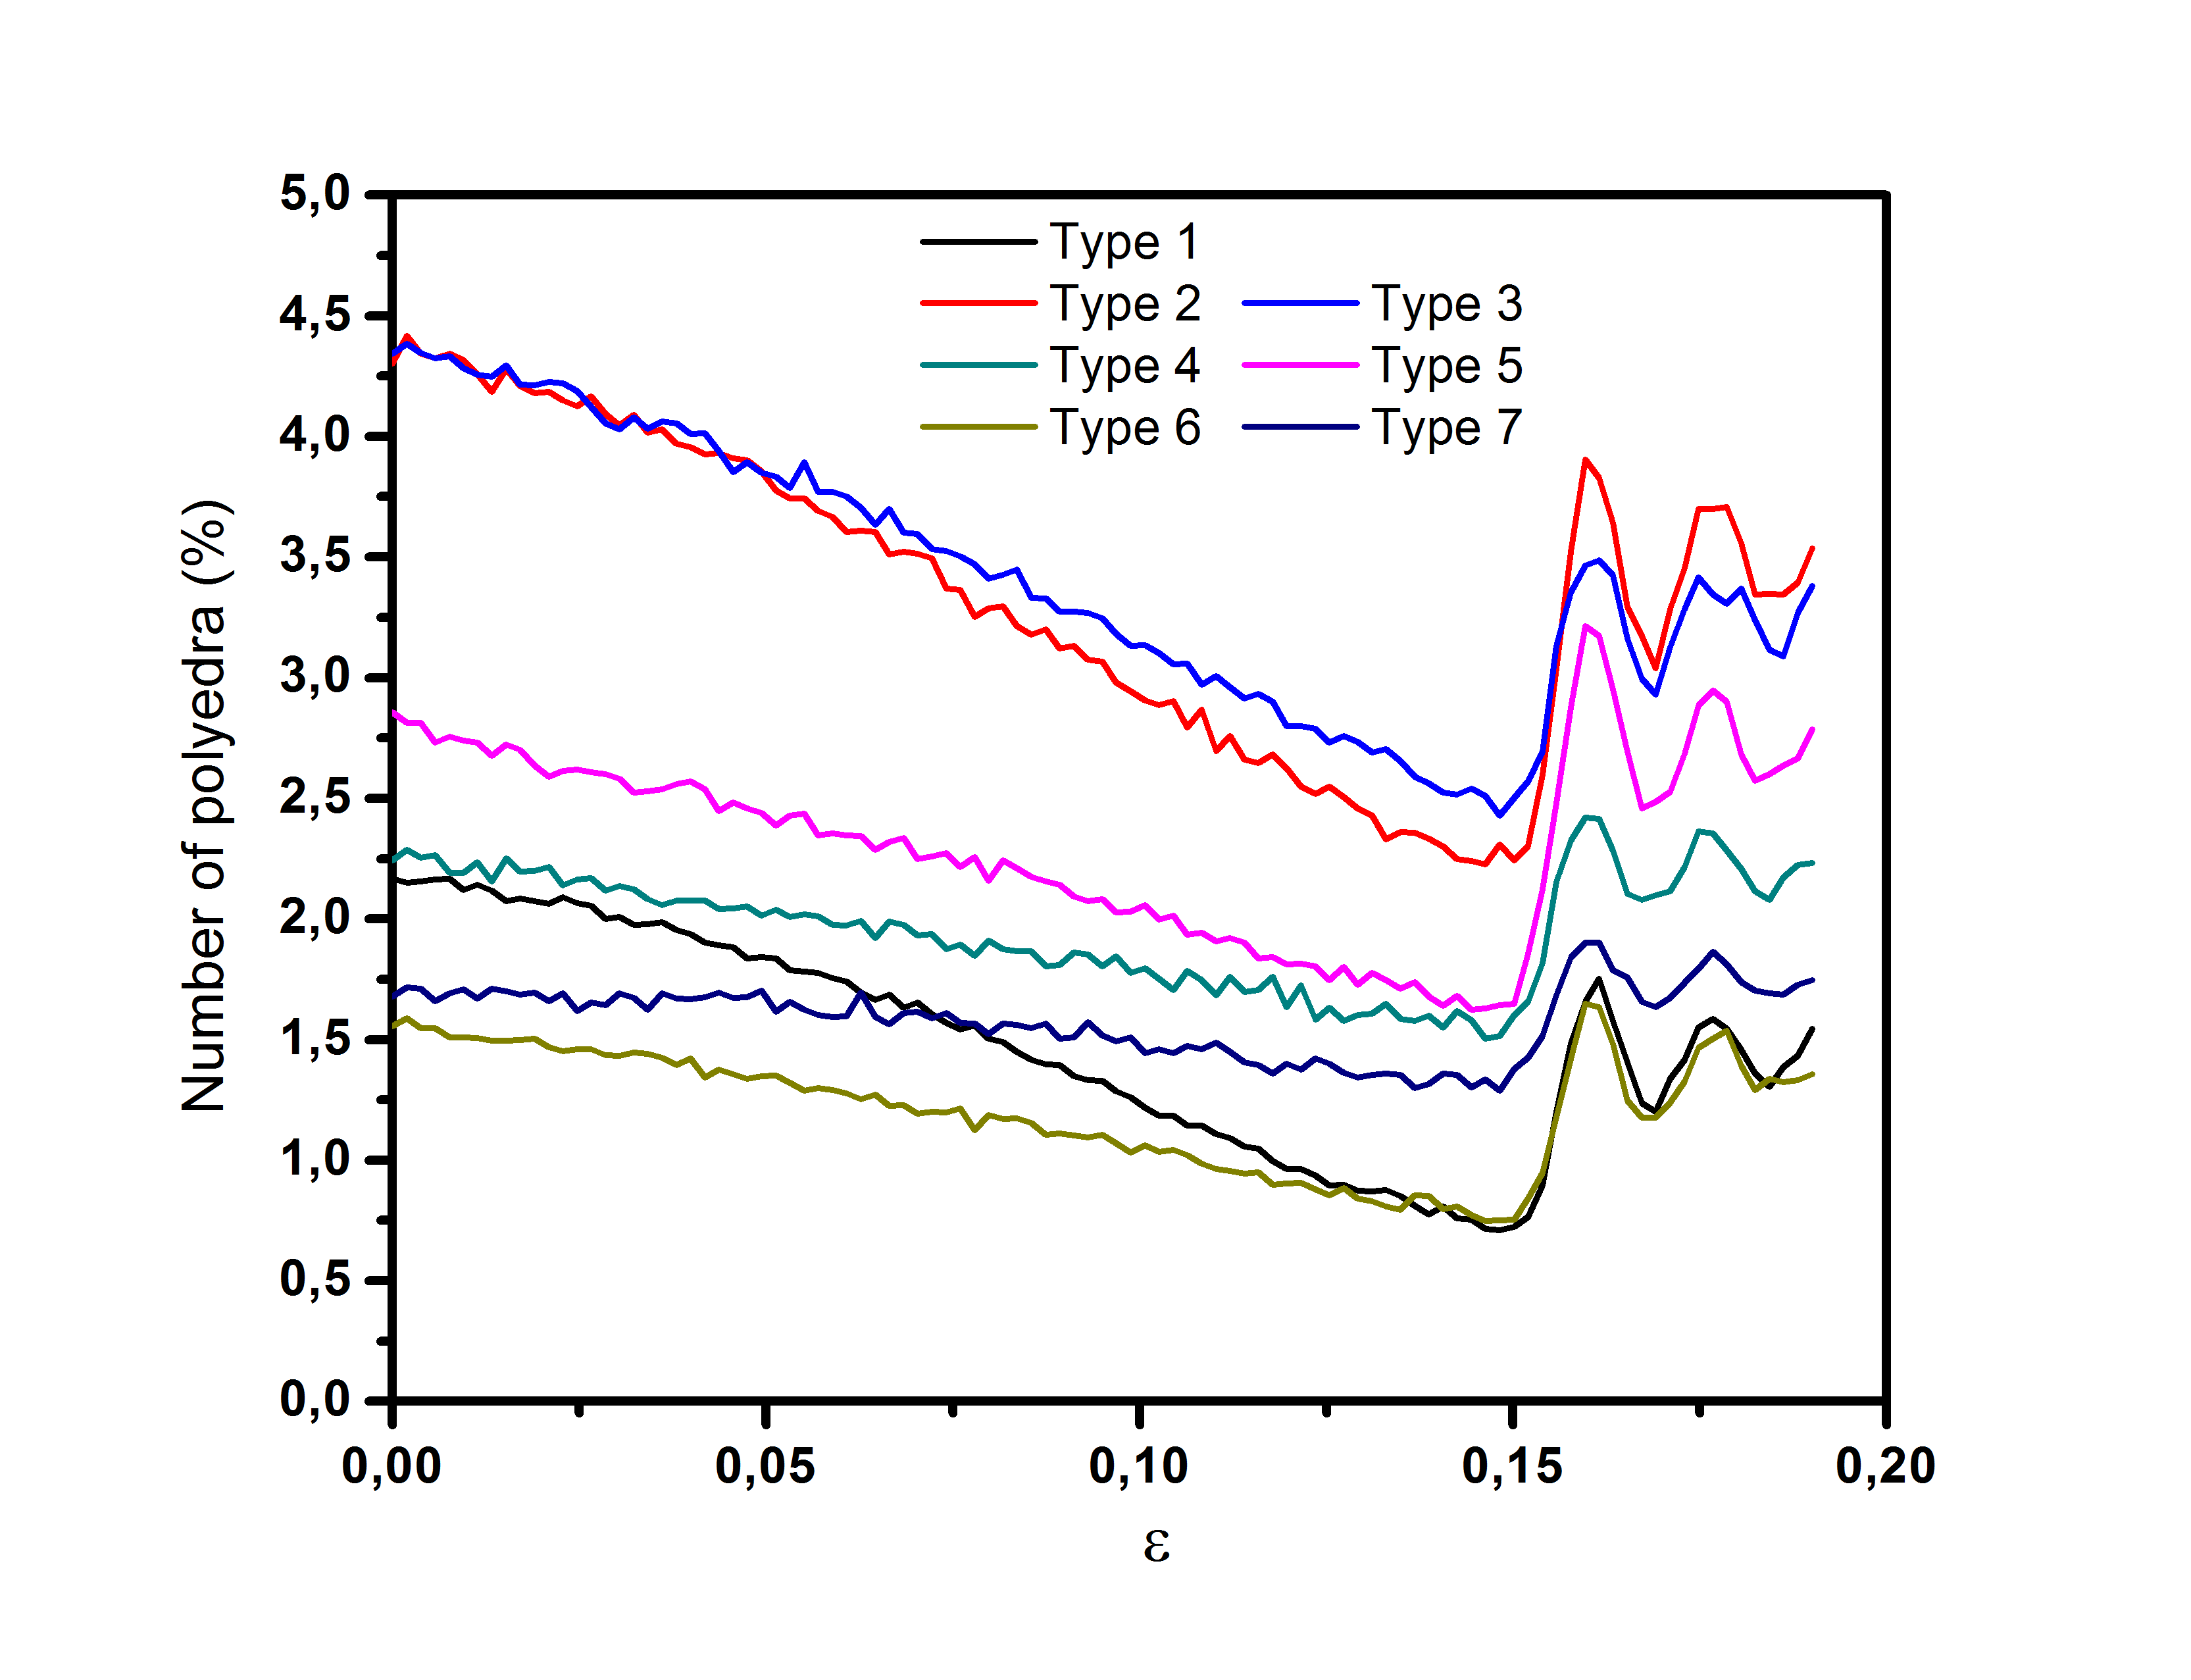 Number of polyedra (%)
5,0
4,5
4,0
3,5
3,0
2,5
2,0
1,5
1,0
0,5
0,0
Type 1
Type 2 Type 3
Type 4 Type 5
Type 6 Type 7
0,00 0,05 0,10 0,15 0,20
ε